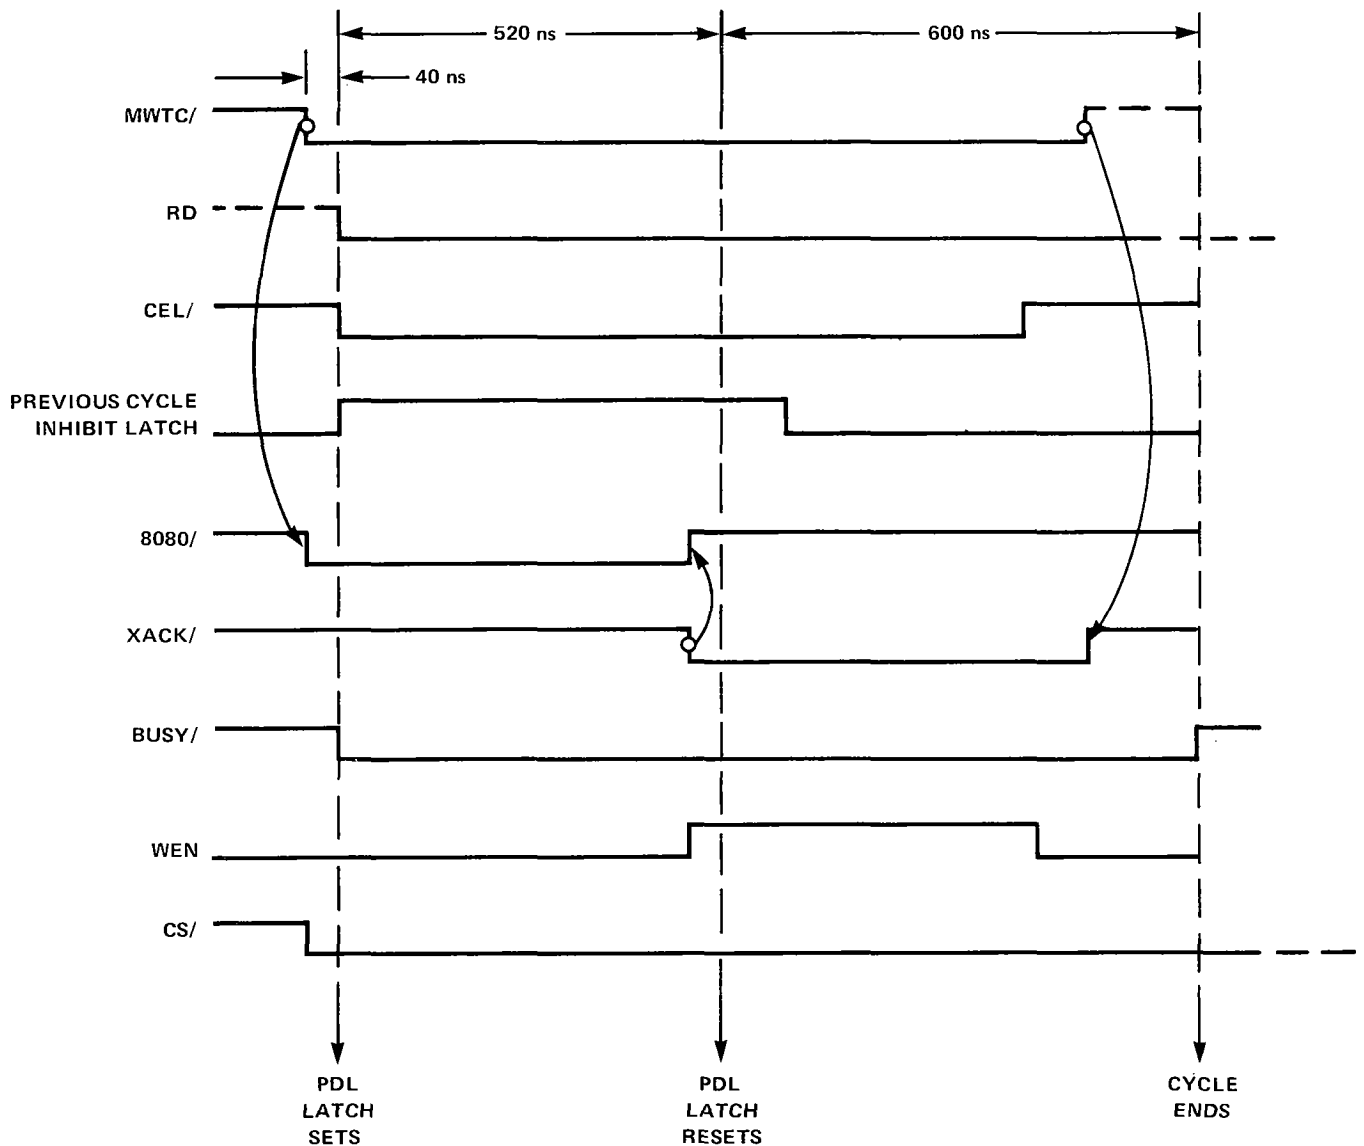 520 ns
600 ns
40 ns
MWTC/
RD
CEL/
PREVIOUS CYCLE
INHIBIT LATCH
8080/
XACK/
BUSY/
WEN
CS/
PDL
LATCH
SETS
PDL
LATCH
RESETS
CYCLE
ENDS